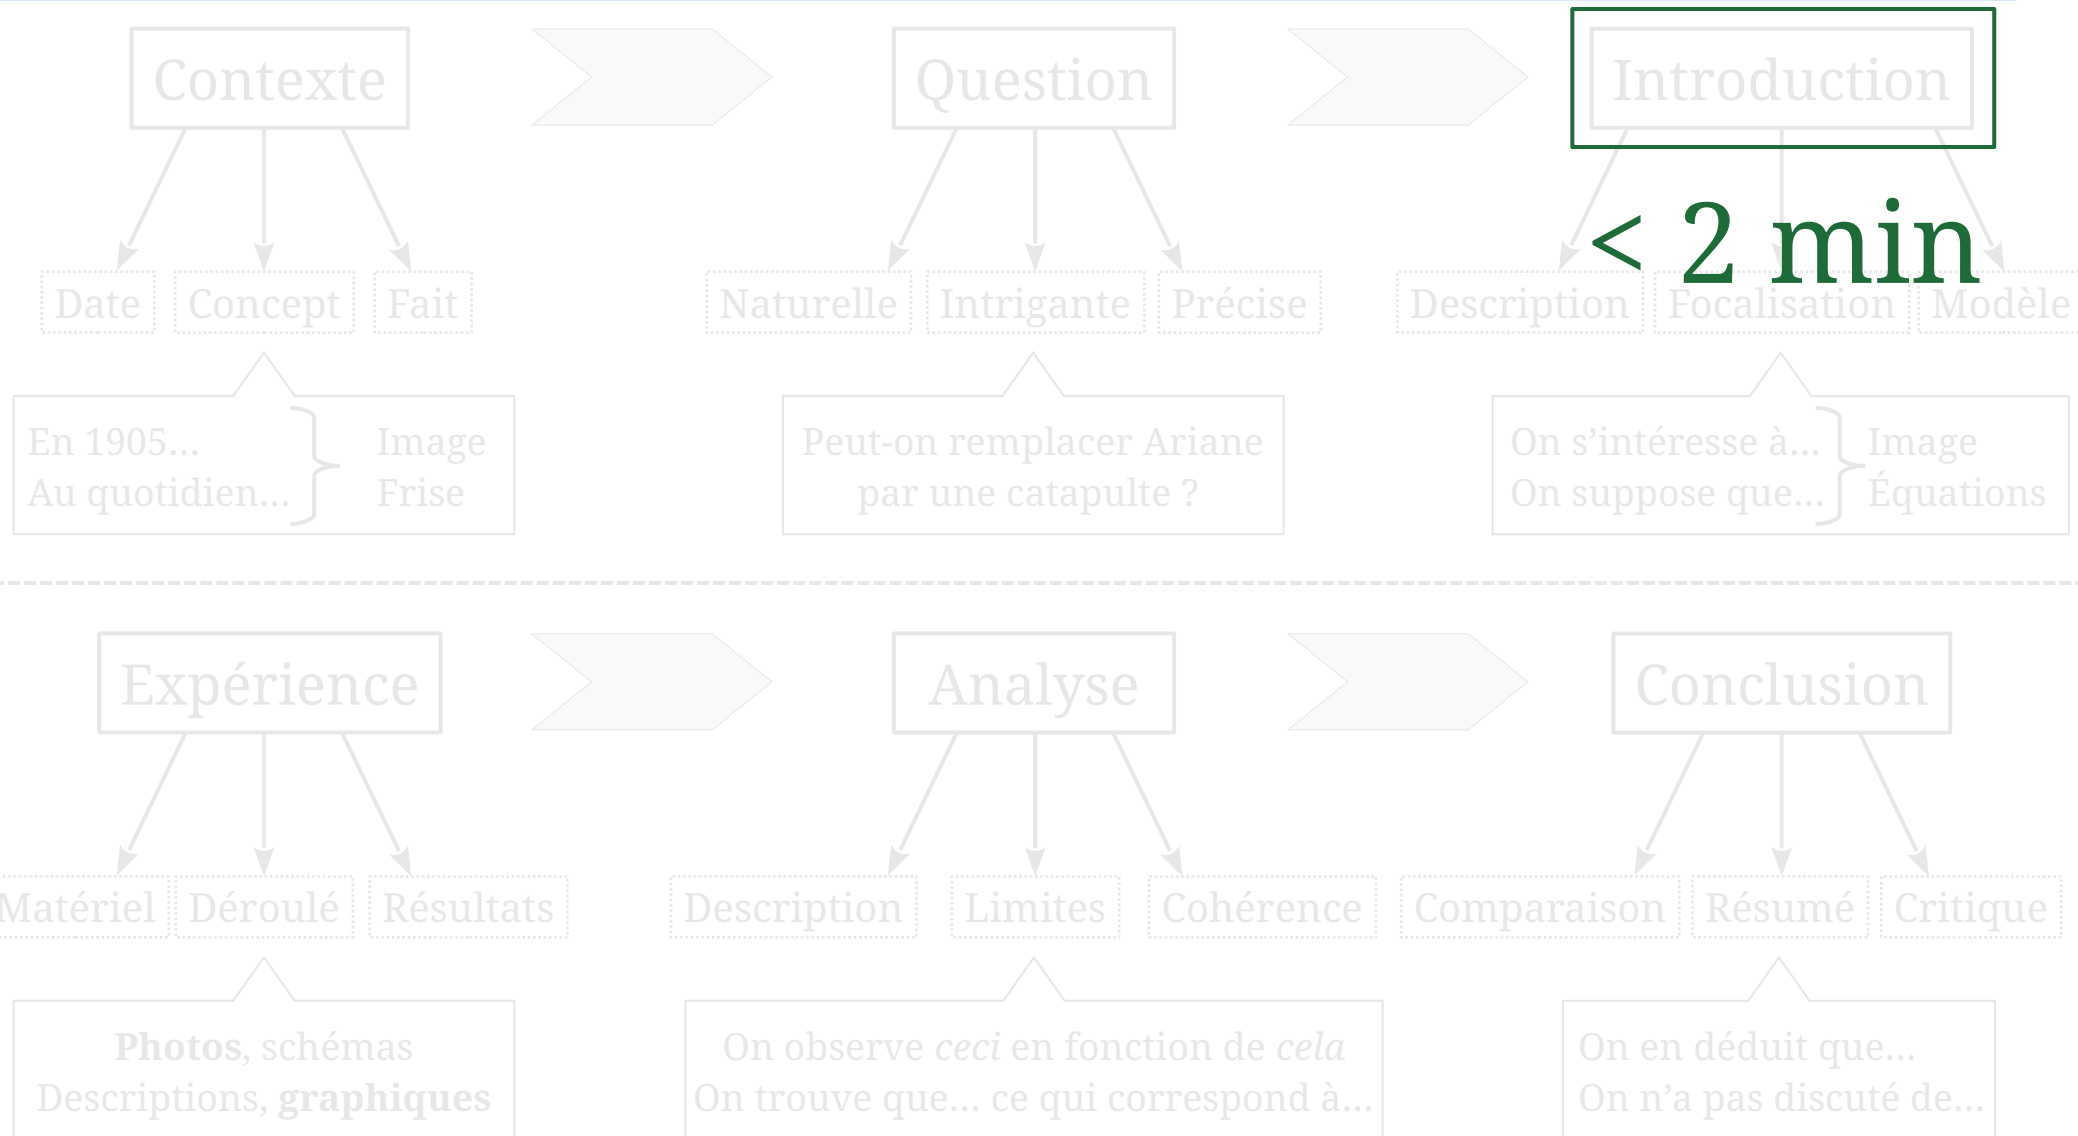 Contexte
Question
Introduction
< 2 min
Date
Concept
Fait
Naturelle
Intrigante
Précise
Description
Focalisation
Modèle
En 1905…
Au quotidien…
Image
Frise
Peut-on remplacer Ariane
par une catapulte ?
On s’intéresse à…
On suppose que…
Image
Équations
Expérience
Analyse
Conclusion
Matériel
Déroulé
Résultats
Description
Limites
Cohérence
Comparaison
Résumé
Critique
Photos, schémas
Descriptions, graphiques
On observe ceci en fonction de cela
On trouve que… ce qui correspond à…
On en déduit que…
On n’a pas discuté de…